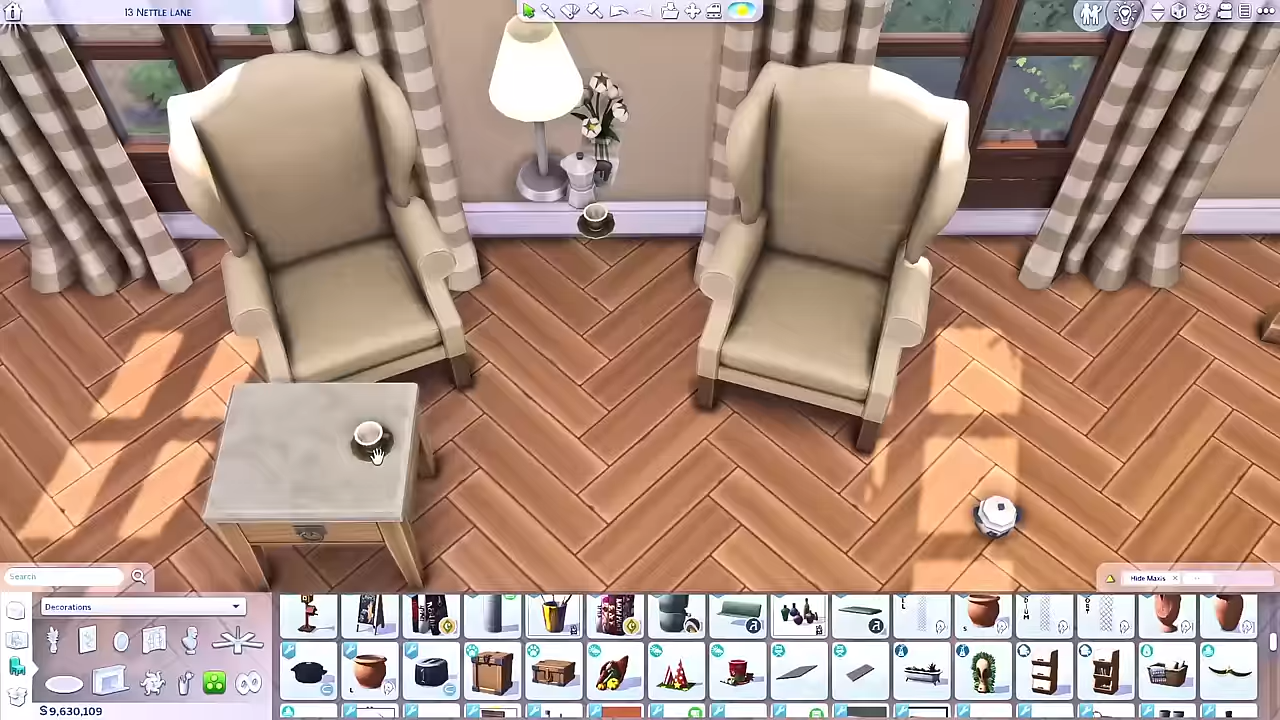 13 Nettle Lane
Search
Hide Maxis ×
Decorations
$9,630,109